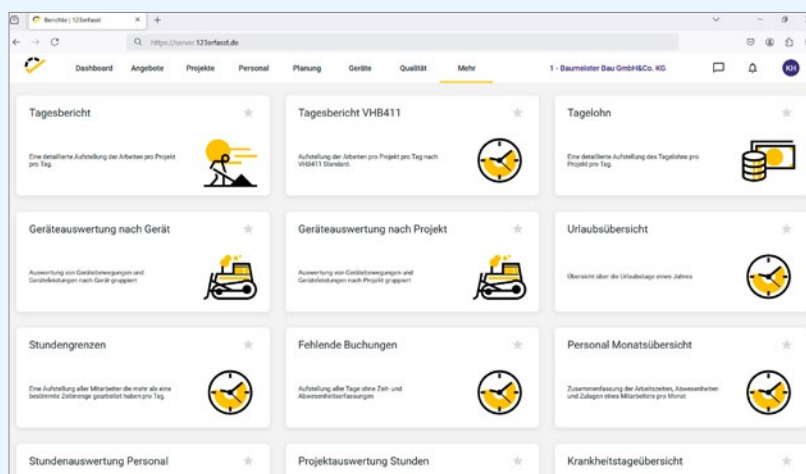 Berichte | 123erfasst
https://server.123erfasst.de
Dashboard Angebote Projekte Personal Planung Geräte Qualität Mehr 1 - Baumeister Bau GmbH&Co. KG KH
Tagesbericht
Eine detaillierte Aufstellung der Arbeiten pro Projekt
pro Tag.
Tagesbericht VHB411
Aufstellung der Arbeiten pro Projekt pro Tag nach
VHB411 Standard.
Tagelohn
Eine detaillierte Aufstellung des Tagelohns pro
Projekt pro Tag.
Geräteauswertung nach Gerät
Auswertung von Gerätebewegungen und
Geräteleistungen nach Gerät gruppiert
Geräteauswertung nach Projekt
Auswertung von Gerätebewegungen und
Geräteleistungen nach Projekt gruppiert
Urlaubsübersicht
Übersicht über die Urlaubstage eines Jahres
Stundengrenzen
Eine Aufstellung aller Mitarbeiter die mehr als eine
bestimmte Zeitmenge gearbeitet haben pro Tag.
Fehlende Buchungen
Aufstellung aller Tage ohne Zeit- und
Abwesenheitserfassungen
Personal Monatsübersicht
Zusammenfassung der Arbeitszeiten, Abwesenheiten
und Zulagen eines Mitarbeiters pro Monat
Stundenauswertung Personal
Projektauswertung Stunden
Krankheitstageübersicht